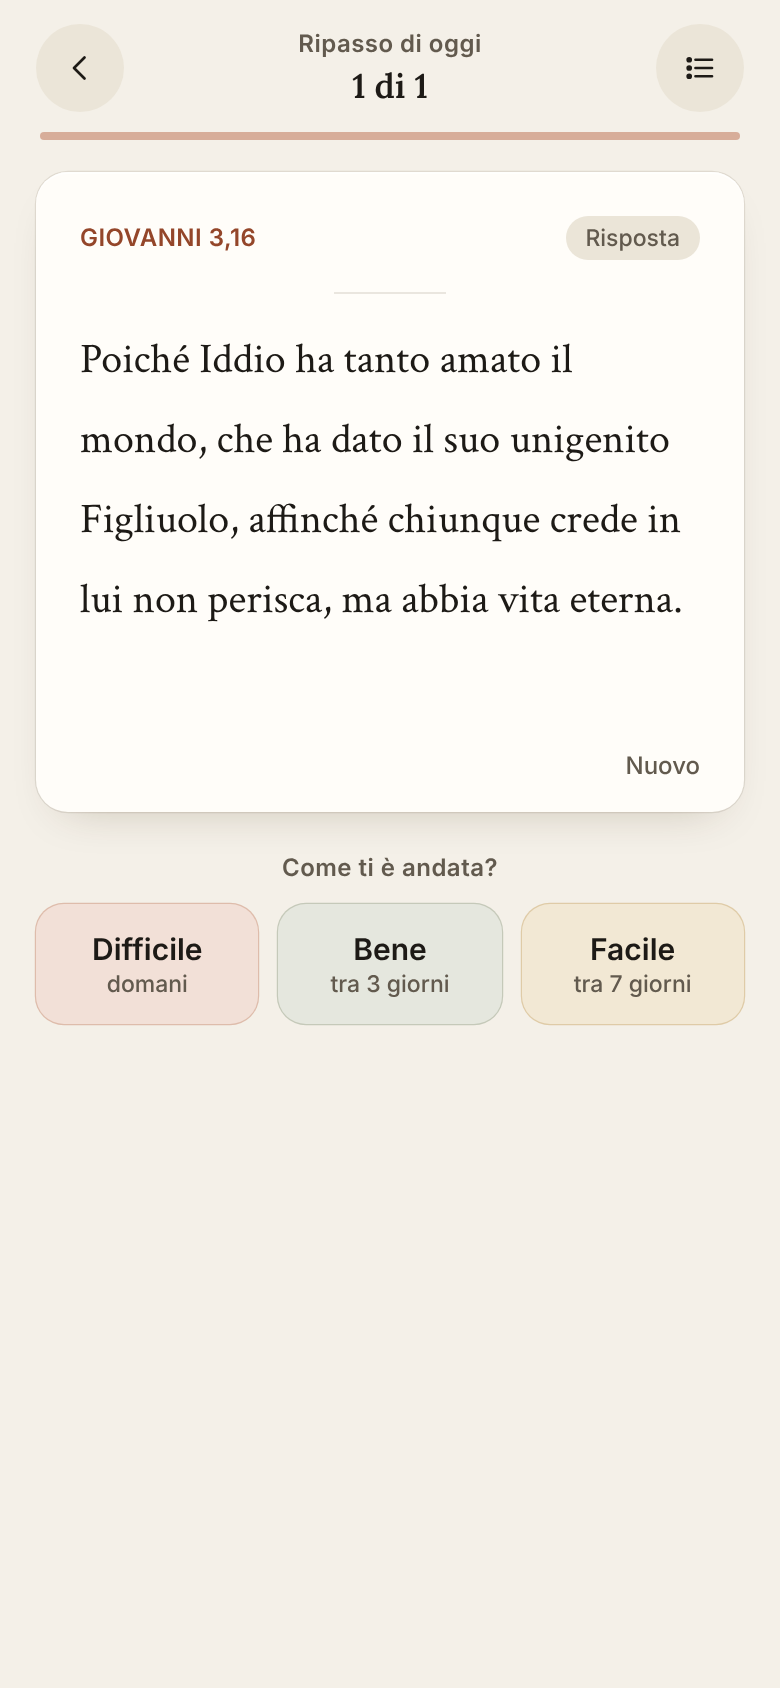 Ripasso di oggi
1 di 1
GIOVANNI 3,16
Risposta
Poiché Iddio ha tanto amato il
mondo, che ha dato il suo unigenito
Figliuolo, affinché chiunque crede in
lui non perisca, ma abbia vita eterna.
Nuovo
Come ti è andata?
Difficile
domani
Bene
tra 3 giorni
Facile
tra 7 giorni